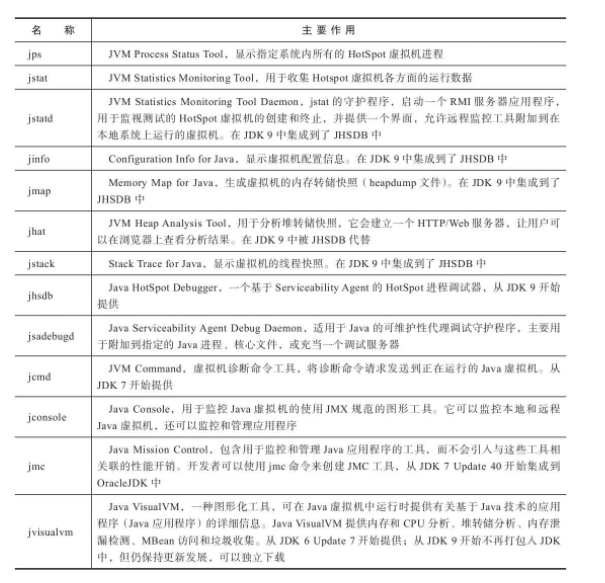 名 称 主 要 作 用
jps JVM Process Status Tool，显示指定系统内所有的 HotSpot 虚拟机进程
jstat JVM Statistics Monitoring Tool，用于收集 Hotspot 虚拟机各方面的运行数据
JVM Statistics Monitoring Tool Daemon，jstat 的守护程序，启动一个 RMI 服务器应用程序，
jstatd 用于监视测试的 HotSpot 虚拟机的创建和终止，并提供一个界面，允许远程监控工具附加到在
本地系统上运行的虚拟机。在 JDK 9 中集成到了 JHSDB 中
jinfo Configuration Info for Java，显示虚拟机配置信息。在 JDK 9 中集成到了 JHSDB 中
jmap Memory Map for Java，生成虚拟机的内存转储快照（heapdump 文件）。在 JDK 9 中集成到了
JHSDB 中
jhat JVM Heap Analysis Tool，用于分析堆转储快照，它会建立一个 HTTP/Web 服务器，让用户可
以在浏览器上查看分析结果。在 JDK 9 中被 JHSDB 代替
jstack Stack Trace for Java，显示虚拟机的线程快照。在 JDK 9 中集成到了 JHSDB 中
jhsdb Java HotSpot Debugger，一个基于 Serviceability Agent 的 HotSpot 进程调试器，从 JDK 9 开始
提供
jsadebugd Java Serviceability Agent Debug Daemon，适用于 Java 的可维护性代理调试守护程序，主要用
于附加到指定的 Java 进程、核心文件，或充当一个调试服务器
jcmd JVM Command，虚拟机诊断命令工具，将诊断命令请求发送到正在运行的 Java 虚拟机。从
JDK 7 开始提供
jconsole Java Console，用于监控 Java 虚拟机的使用 JMX 规范的图形工具。它可以监控本地和远程
Java 虚拟机，还可以监控和管理应用程序
Java Mission Control，包含用于监控和管理 Java 应用程序的工具，而不会引入与这些工具相
jmc 关联的性能开销。开发者可以使用 jmc 命令来创建 JMC 工具，从 JDK 7 Update 40 开始集成到
OracleJDK 中
Java VisualVM，一种图形化工具，可在 Java 虚拟机中运行时提供有关基于 Java 技术的应用
程序（Java 应用程序）的详细信息。Java VisualVM 提供内存和 CPU 分析、堆转储分析、内存泄
jvisualvm 漏检测、MBean 访问和垃圾收集。从 JDK 6 Update 7 开始提供；从 JDK 9 开始不再打包入 JDK
中，但仍保持更新发展，可以独立下载